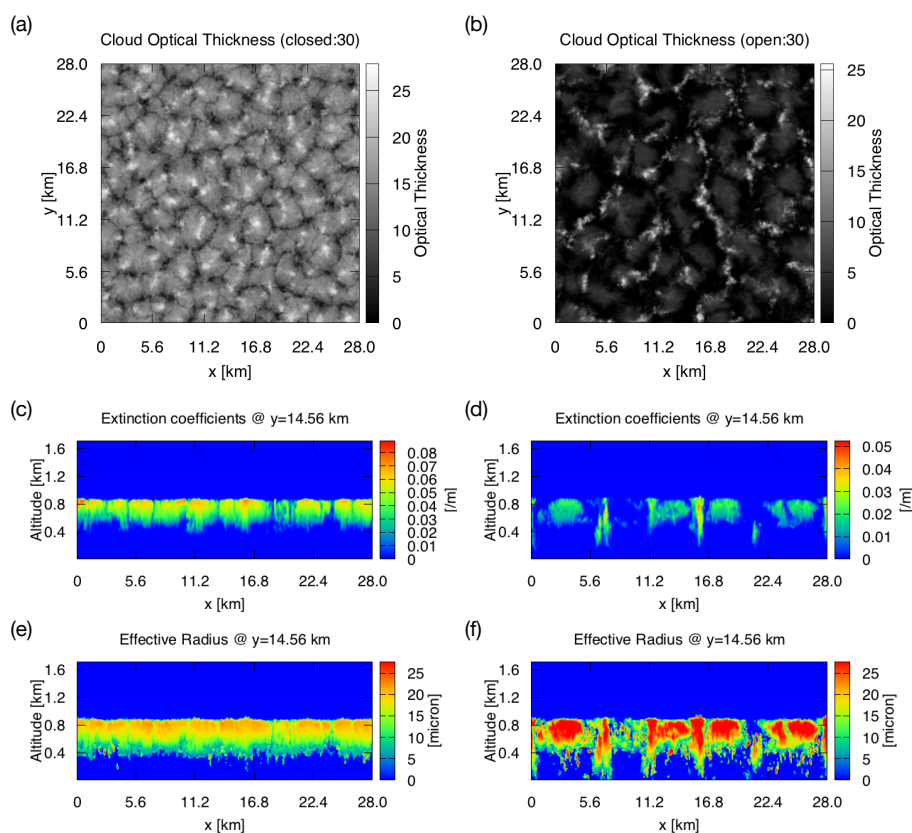 (a)
Cloud Optical Thickness (closed:30)
28.0
22.4
16.8
11.2
5.6
0
y [km]
0 5.6 11.2 16.8 22.4 28.0
x [km]
25
20
15
10
5
0
Optical Thickness
(b)
Cloud Optical Thickness (open:30)
28.0
22.4
16.8
11.2
5.6
0
y [km]
0 5.6 11.2 16.8 22.4 28.0
x [km]
25
20
15
10
5
0
Optical Thickness
(c)
Extinction coefficients @ y=14.56 km
1.6
1.2
0.8
0.4
Altitude [km]
0 5.6 11.2 16.8 22.4 28.0
x [km]
0.08
0.07
0.06
0.05
0.04
0.03
0.02
0.01
0
[/m]
(d)
Extinction coefficients @ y=14.56 km
1.6
1.2
0.8
0.4
Altitude [km]
0 5.6 11.2 16.8 22.4 28.0
x [km]
0.05
0.04
0.03
0.02
0.01
0
[/m]
(e)
Effective Radius @ y=14.56 km
1.6
1.2
0.8
0.4
Altitude [km]
0 5.6 11.2 16.8 22.4 28.0
x [km]
25
20
15
10
5
0
[micron]
(f)
Effective Radius @ y=14.56 km
1.6
1.2
0.8
0.4
Altitude [km]
0 5.6 11.2 16.8 22.4 28.0
x [km]
25
20
15
10
5
0
[micron]